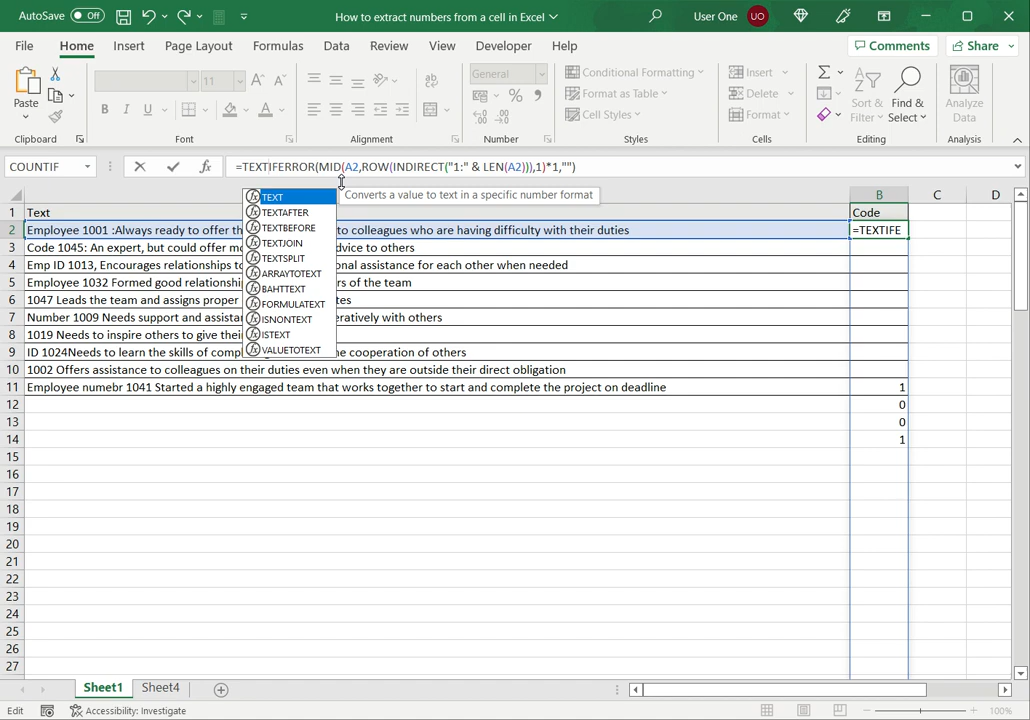 AutoSave Off How to extract numbers from a cell in Excel User One UO
File Home Insert Page Layout Formulas Data Review View Developer Help Comments Share
Paste
11
B I U A
ab
General
% 9
Conditional Formatting
Format as Table
Cell Styles
Insert
Delete
Format
Sort &
Filter
Find &
Select
Analyze
Data
Clipboard Font Alignment Number Styles Cells Editing Analysis
COUNTIF fx =TEXTIFERROR(MID(A2,ROW(INDIRECT("1:" & LEN(A2))),1)*1,"")
TEXT
Converts a value to text in a specific number format
TEXTAFTER
TEXTBEFORE
TEXTJOIN
TEXTSPLIT
ARRAYTOTEXT
BAHTTEXT
FORMULATEXT
ISNONTEXT
ISTEXT
VALUETOTEXT
B C D
1 Text Code
2 Employee 1001 :Always ready to offer th to colleagues who are having difficulty with their duties =TEXTIFE
3 Code 1045: An expert, but could offer mo dvice to others
4 Emp ID 1013, Encourages relationships to onal assistance for each other when needed
5 Employee 1032 Formed good relationshi rs of the team
6 1047 Leads the team and assigns proper tes
7 Number 1009 Needs support and assistan eratively with others
8 1019 Needs to inspire others to give thei
9 ID 1024Needs to learn the skills of comp ne cooperation of others
10 1002 Offers assistance to colleagues on their duties even when they are outside their direct obligation
11 Employee numebr 1041 Started a highly engaged team that works together to start and complete the project on deadline 1
12 0
13 0
14 1
15
16
17
18
19
20
21
22
23
24
25
26
27
Sheet1 Sheet4
Edit Accessibility: Investigate 100%